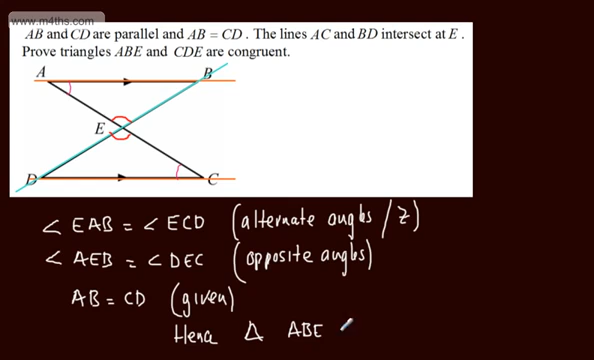 www.m4ths.com
AB and CD are parallel and AB = CD. The lines AC and BD intersect at E.
Prove triangles ABE and CDE are congruent.
A B
E
D C
∠ EAB = ∠ ECD (alternate angles / Z)
∠ AEB = ∠ DEC (opposite angles)
AB = CD (given)
Hence Δ ABE